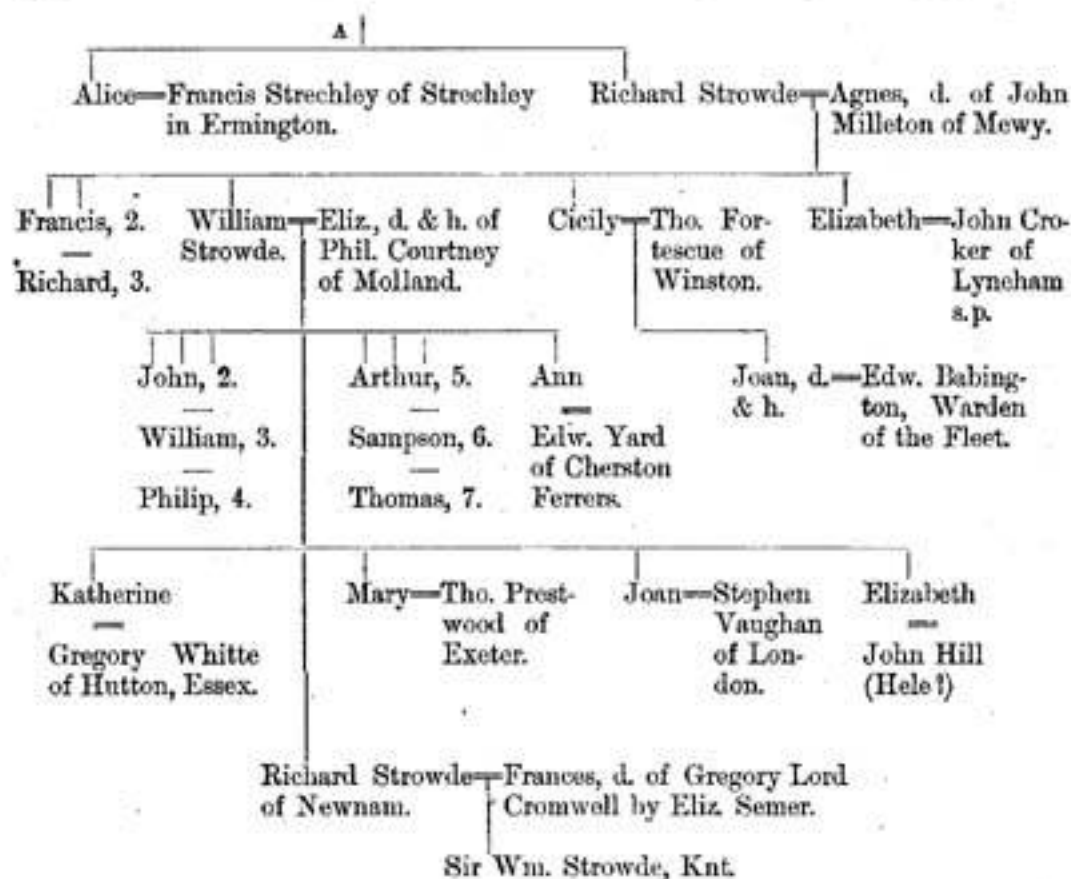 A
Alice═Francis Strechley of Strechley
in Ermington.
Richard Strowde═Agnes, d. of John
Milleton of Mewy.
Francis, 2.
—
Richard, 3.
William═Eliz., d. & h. of
Strowde. Phil. Courtney
of Molland.
Cicily═Tho. For-
tescue of
Winston.
Elizabeth═John Cro-
ker of
Lyneham
s.p.
John, 2.
—
William, 3.
—
Philip, 4.
Arthur, 5.
—
Sampson, 6.
—
Thomas, 7.
Ann
═
Edw. Yard
of Cherston
Ferrers.
Joan, d.═Edw. Babing-
& h. ton, Warden
of the Fleet.
Katherine
═
Gregory Whitte
of Hutton, Essex.
Mary═Tho. Prest-
wood of
Exeter.
Joan═Stephen
Vaughan
of Lon-
don.
Elizabeth
═
John Hill
(Hele?)
Richard Strowde═Frances, d. of Gregory Lord
of Newnam. Cromwell by Eliz. Semer.
Sir Wm. Strowde, Knt.